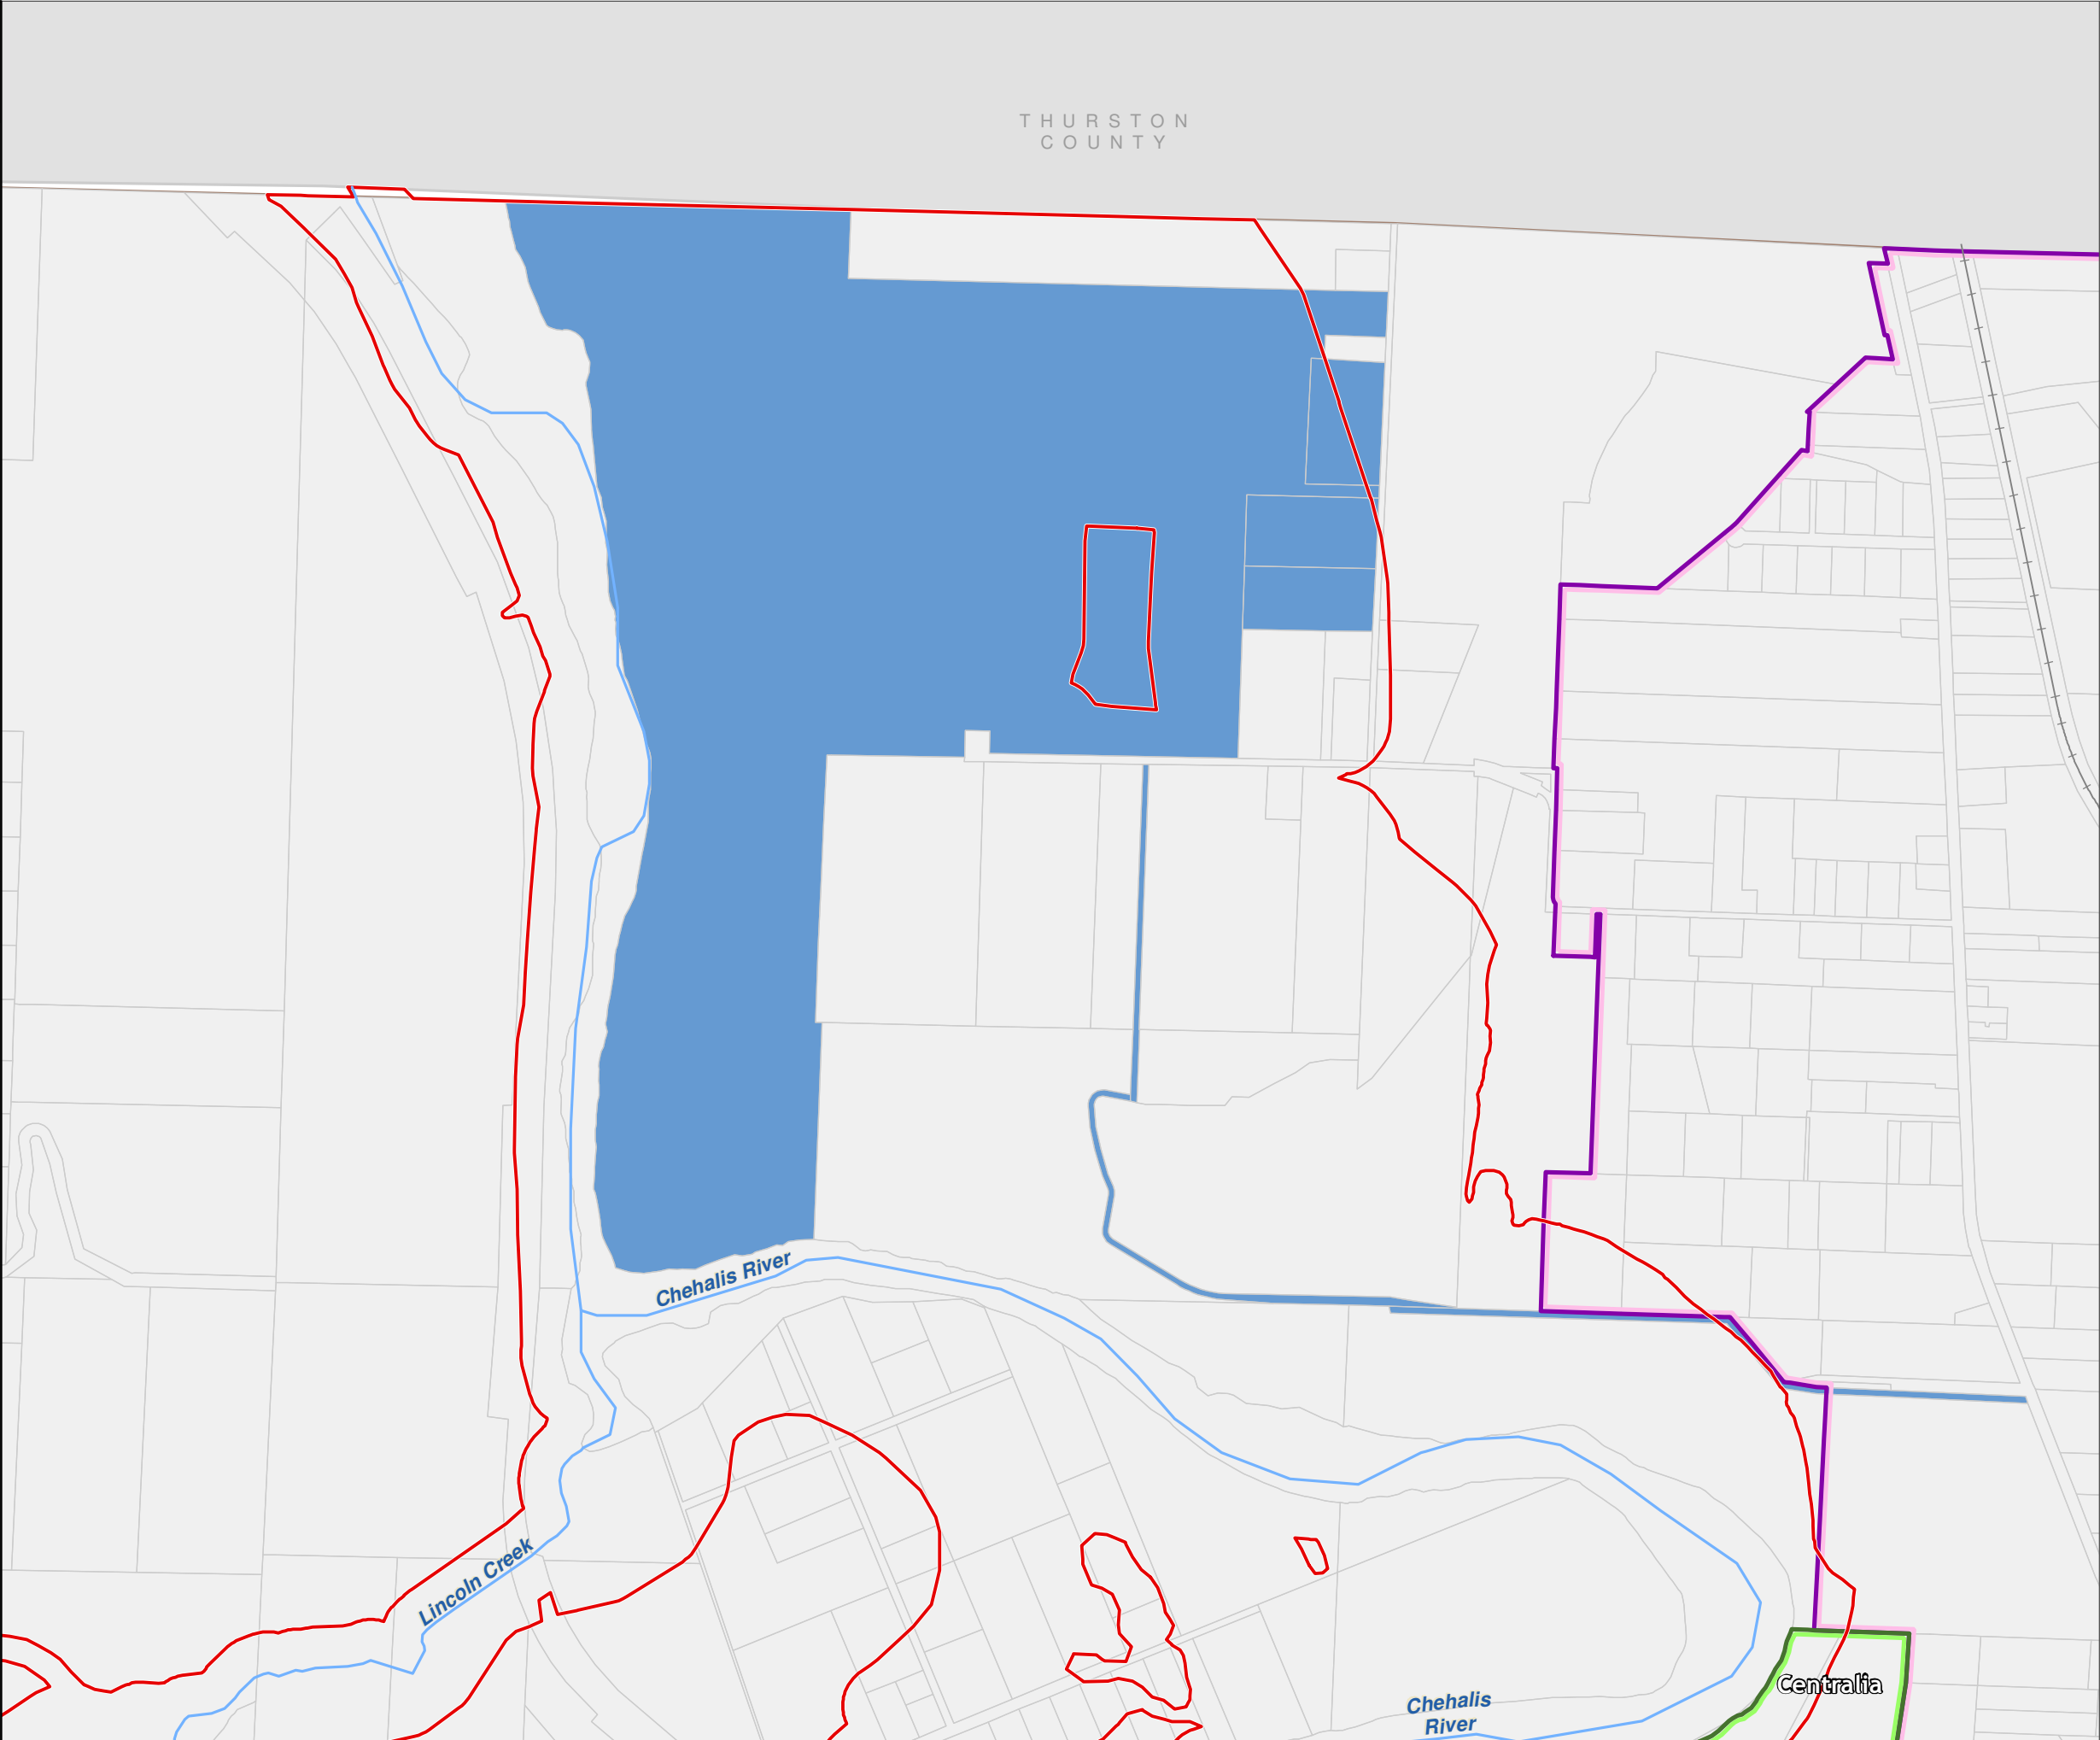 THURSTON
COUNTY
Chehalis River
Lincoln Creek
Centralia
Chehalis
River